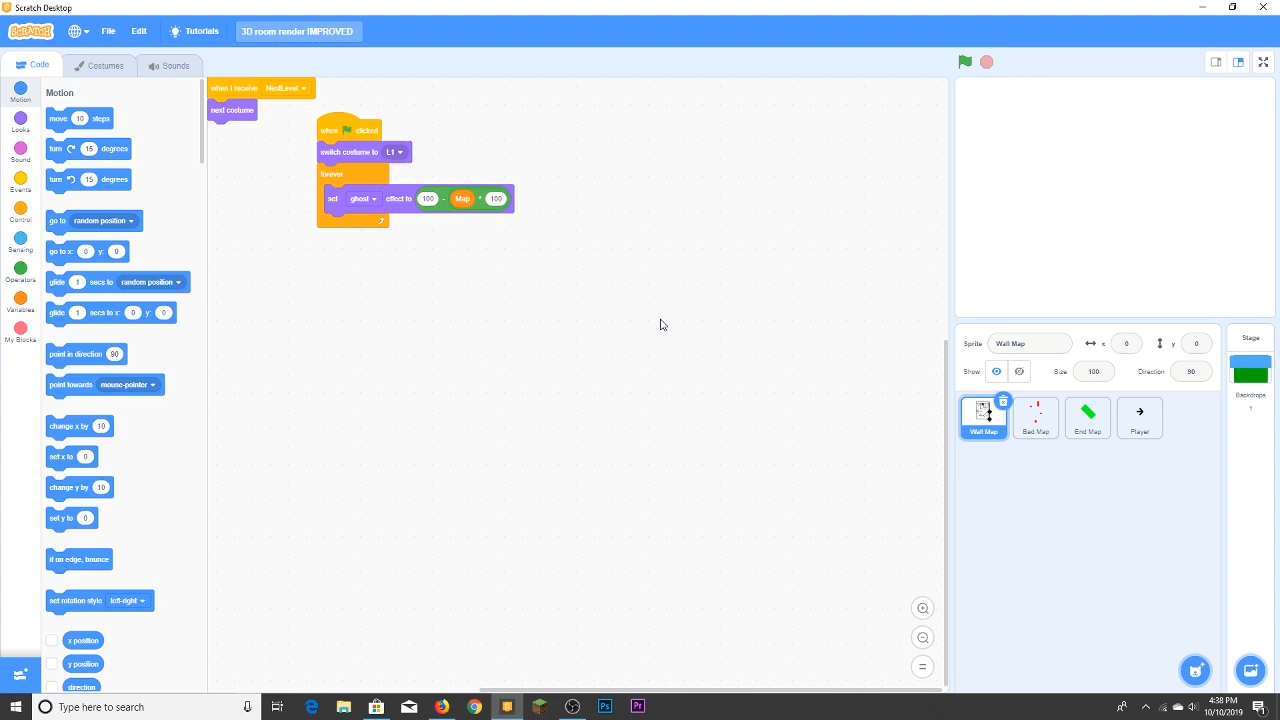 Scratch Desktop
SCRATCH File Edit Tutorials 3D room render IMPROVED
Code Costumes Sounds
Motion
Looks
Sound
Events
Control
Sensing
Operators
Variables
My Blocks
Motion
move 10 steps
turn 15 degrees
turn 15 degrees
go to random position
go to x: 0 y: 0
glide 1 secs to random position
glide 1 secs to x: 0 y: 0
point in direction 90
point towards mouse-pointer
change x by 10
set x to 0
change y by 10
set y to 0
if on edge, bounce
set rotation style left-right
x position
y position
direction
when I receive NextLevel
next costume
when clicked
switch costume to L1
forever
set ghost effect to 100 - Map * 100
Sprite Wall Map x 0 y 0
Show Size 100 Direction 90
Wall Map Bad Map End Map Player
Stage
Backdrops
1
Type here to search
Ps Pr
4:38 PM
10/10/2019
1